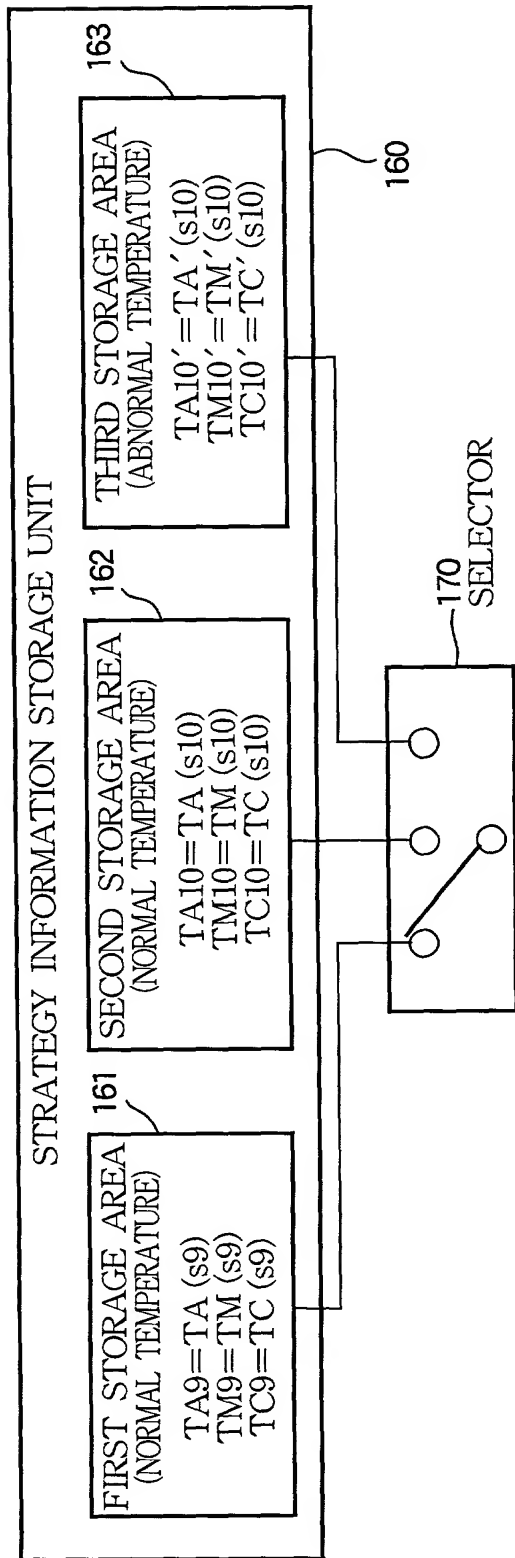 STRATEGY INFORMATION STORAGE UNIT
161
FIRST STORAGE AREA
(NORMAL TEMPERATURE)
TA9=TA (s9)
TM9=TM (s9)
TC9=TC (s9)
162
SECOND STORAGE AREA
(NORMAL TEMPERATURE)
TA10=TA (s10)
TM10=TM (s10)
TC10=TC (s10)
163
THIRD STORAGE AREA
(ABNORMAL TEMPERATURE)
TA10′=TA′(s10)
TM10′=TM′(s10)
TC10′=TC′(s10)
160
170
SELECTOR